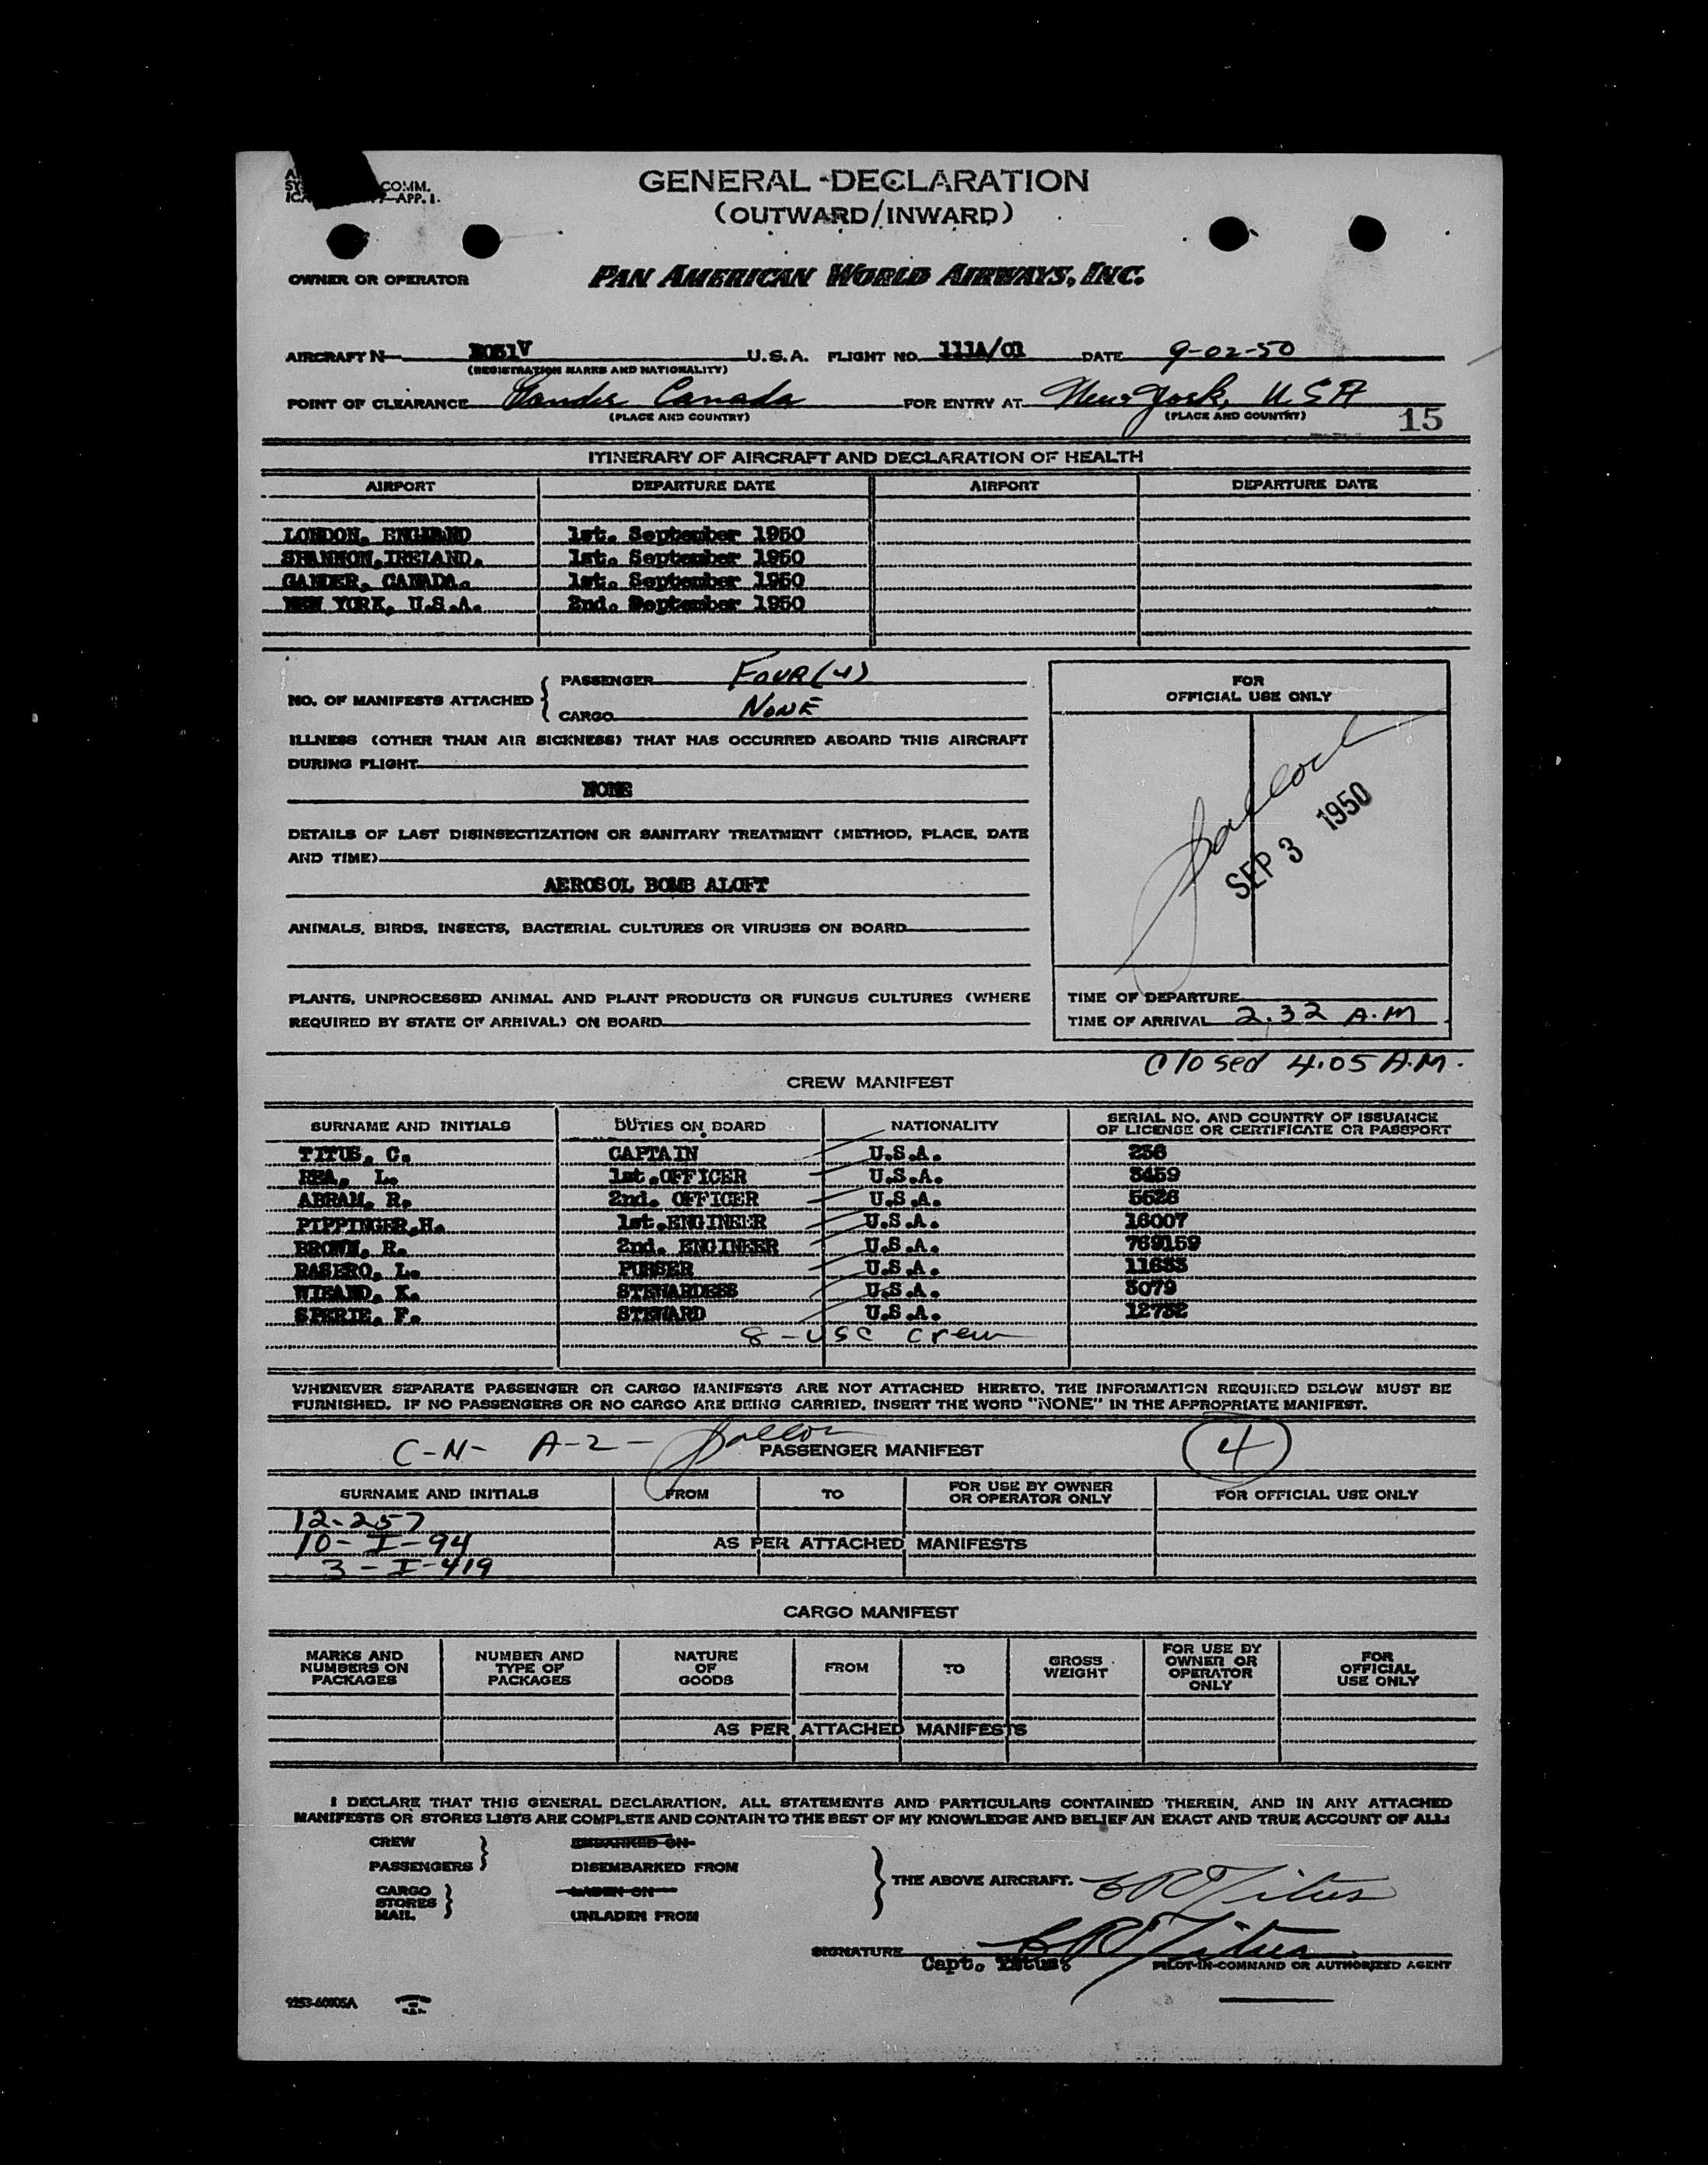 COMM.
APP. 1.
GENERAL DECLARATION
(OUTWARD/INWARD)
OWNER OR OPERATOR PAN AMERICAN WORLD AIRWAYS, INC.
AIRCRAFT N U.S.A. FLIGHT NO. 111A/01 DATE 9-02-50
(REGISTRATION MARKS AND NATIONALITY)
POINT OF CLEARANCE Gander Canada FOR ENTRY AT New York, USA
(PLACE AND COUNTRY) (PLACE AND COUNTRY)
15
ITINERARY OF AIRCRAFT AND DECLARATION OF HEALTH
AIRPORT DEPARTURE DATE AIRPORT DEPARTURE DATE
LONDON, ENGLAND 1st. September 1950
SHANNON, IRELAND. 1st. September 1950
GANDER, CANADA. 1st. September 1950
NEW YORK, U.S.A. 2nd. September 1950
NO. OF MANIFESTS ATTACHED
PASSENGER FOUR (4)
CARGO NONE
ILLNESS (OTHER THAN AIR SICKNESS) THAT HAS OCCURRED ABOARD THIS AIRCRAFT
DURING FLIGHT
NONE
DETAILS OF LAST DISINSECTIZATION OR SANITARY TREATMENT (METHOD, PLACE, DATE
AND TIME)
AEROSOL BOMB ALOFT
ANIMALS, BIRDS, INSECTS, BACTERIAL CULTURES OR VIRUSES ON BOARD
PLANTS, UNPROCESSED ANIMAL AND PLANT PRODUCTS OR FUNGUS CULTURES (WHERE
REQUIRED BY STATE OF ARRIVAL) ON BOARD
FOR
OFFICIAL USE ONLY
SEP 3 1950
TIME OF DEPARTURE
TIME OF ARRIVAL 2.32 A.M
Closed 4.05 A.M.
CREW MANIFEST
SURNAME AND INITIALS DUTIES ON BOARD NATIONALITY SERIAL NO. AND COUNTRY OF ISSUANCE
OF LICENSE OR CERTIFICATE OR PASSPORT
TITUS, C. CAPTAIN U.S.A. 236
REA, L. 1st.OFFICER U.S.A. 3459
ABRAM, R. 2nd. OFFICER U.S.A. 5526
PIPPINGER,H. 1st.ENGINEER U.S.A. 16007
BROWN, R. 2nd. ENGINEER U.S.A. 769159
BASERO, L. PURSER U.S.A. 11633
WIEAND, K. STEWARDESS U.S.A. 3079
SPERIE, F. STEWARD U.S.A. 12732
8 - USC Crew
WHENEVER SEPARATE PASSENGER OR CARGO MANIFESTS ARE NOT ATTACHED HERETO, THE INFORMATION REQUIRED BELOW MUST BE
FURNISHED. IF NO PASSENGERS OR NO CARGO ARE BEING CARRIED, INSERT THE WORD "NONE" IN THE APPROPRIATE MANIFEST.
C-N- A-2- PASSENGER MANIFEST 4
SURNAME AND INITIALS FROM TO FOR USE BY OWNER
OR OPERATOR ONLY FOR OFFICIAL USE ONLY
12-257
10-I-94 AS PER ATTACHED MANIFESTS
3-I-419
CARGO MANIFEST
MARKS AND
NUMBERS ON
PACKAGES
NUMBER AND
TYPE OF
PACKAGES
NATURE
OF
GOODS
FROM
TO
GROSS
WEIGHT
FOR USE BY
OWNER OR
OPERATOR
ONLY
FOR
OFFICIAL
USE ONLY
AS PER ATTACHED MANIFESTS
I DECLARE THAT THIS GENERAL DECLARATION, ALL STATEMENTS AND PARTICULARS CONTAINED THEREIN, AND IN ANY ATTACHED
MANIFESTS OR STORES LISTS ARE COMPLETE AND CONTAIN TO THE BEST OF MY KNOWLEDGE AND BELIEF AN EXACT AND TRUE ACCOUNT OF ALL:
CREW
PASSENGERS
CARGO
STORES
MAIL
EMBARKED ON
DISEMBARKED FROM
LADEN ON
UNLADEN FROM
THE ABOVE AIRCRAFT. CR Titus
SIGNATURE CR Titus
Capt. Titus: PILOT-IN-COMMAND OR AUTHORIZED AGENT
9253-60805A